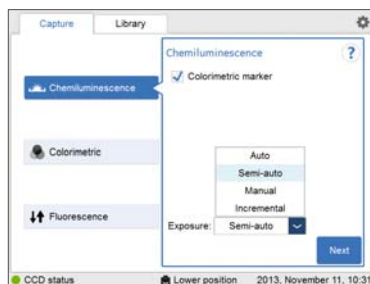 Capture
Library
Chemiluminescence
Colorimetric
Fluorescence
Chemiluminescence
?
Colorimetric marker
Auto
Semi-auto
Manual
Incremental
Exposure: Semi-auto
Next
CCD status
Lower position
2013, November 11, 10:31